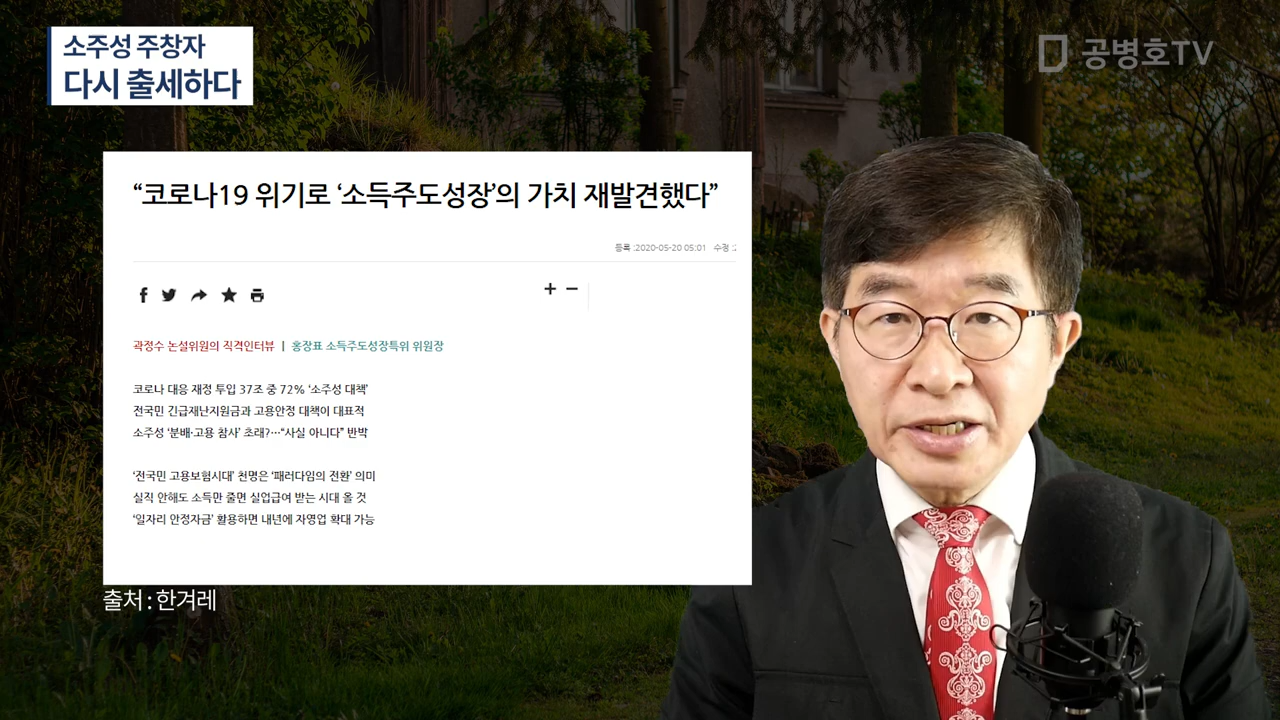 소주성 주창자
다시 출세하다
공병호TV
“코로나19 위기로 ‘소득주도성장’의 가치 재발견했다”
등록 :2020-05-20 05:01 수정 :2
곽정수 논설위원의 직격인터뷰 | 홍장표 소득주도성장특위 위원장
코로나 대응 재정 투입 37조 중 72% ‘소주성 대책’
전국민 긴급재난지원금과 고용안정 대책이 대표적
소주성 ‘분배·고용 참사’ 초래?…“사실 아니다” 반박
‘전국민 고용보험시대’ 천명은 ‘패러다임의 전환’ 의미
실직 안해도 소득만 줄면 실업급여 받는 시대 올 것
‘일자리 안정자금’ 활용하면 내년에 자영업 확대 가능
출처 : 한겨레